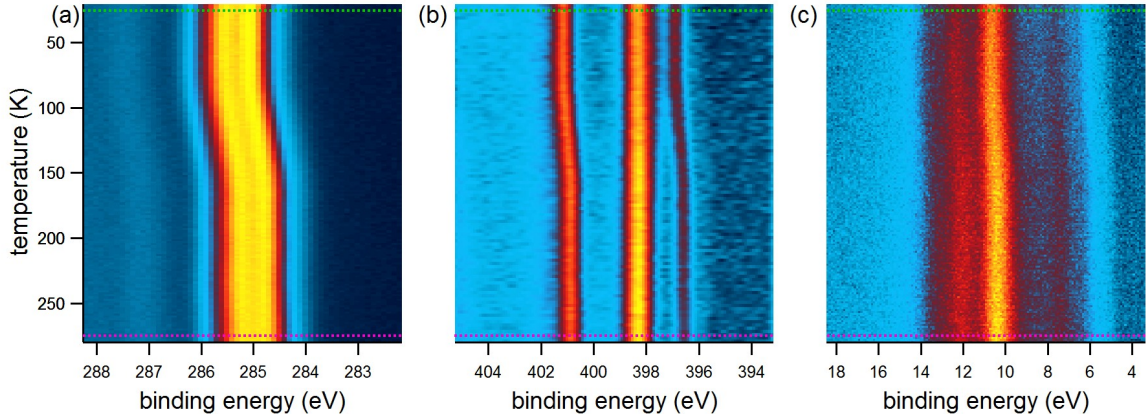 (a)
(b)
(c)
temperature (K)
50
100
150
200
250
288 287 286 285 284 283
404 402 400 398 396 394
18 16 14 12 10 8 6 4
binding energy (eV)
binding energy (eV)
binding energy (eV)